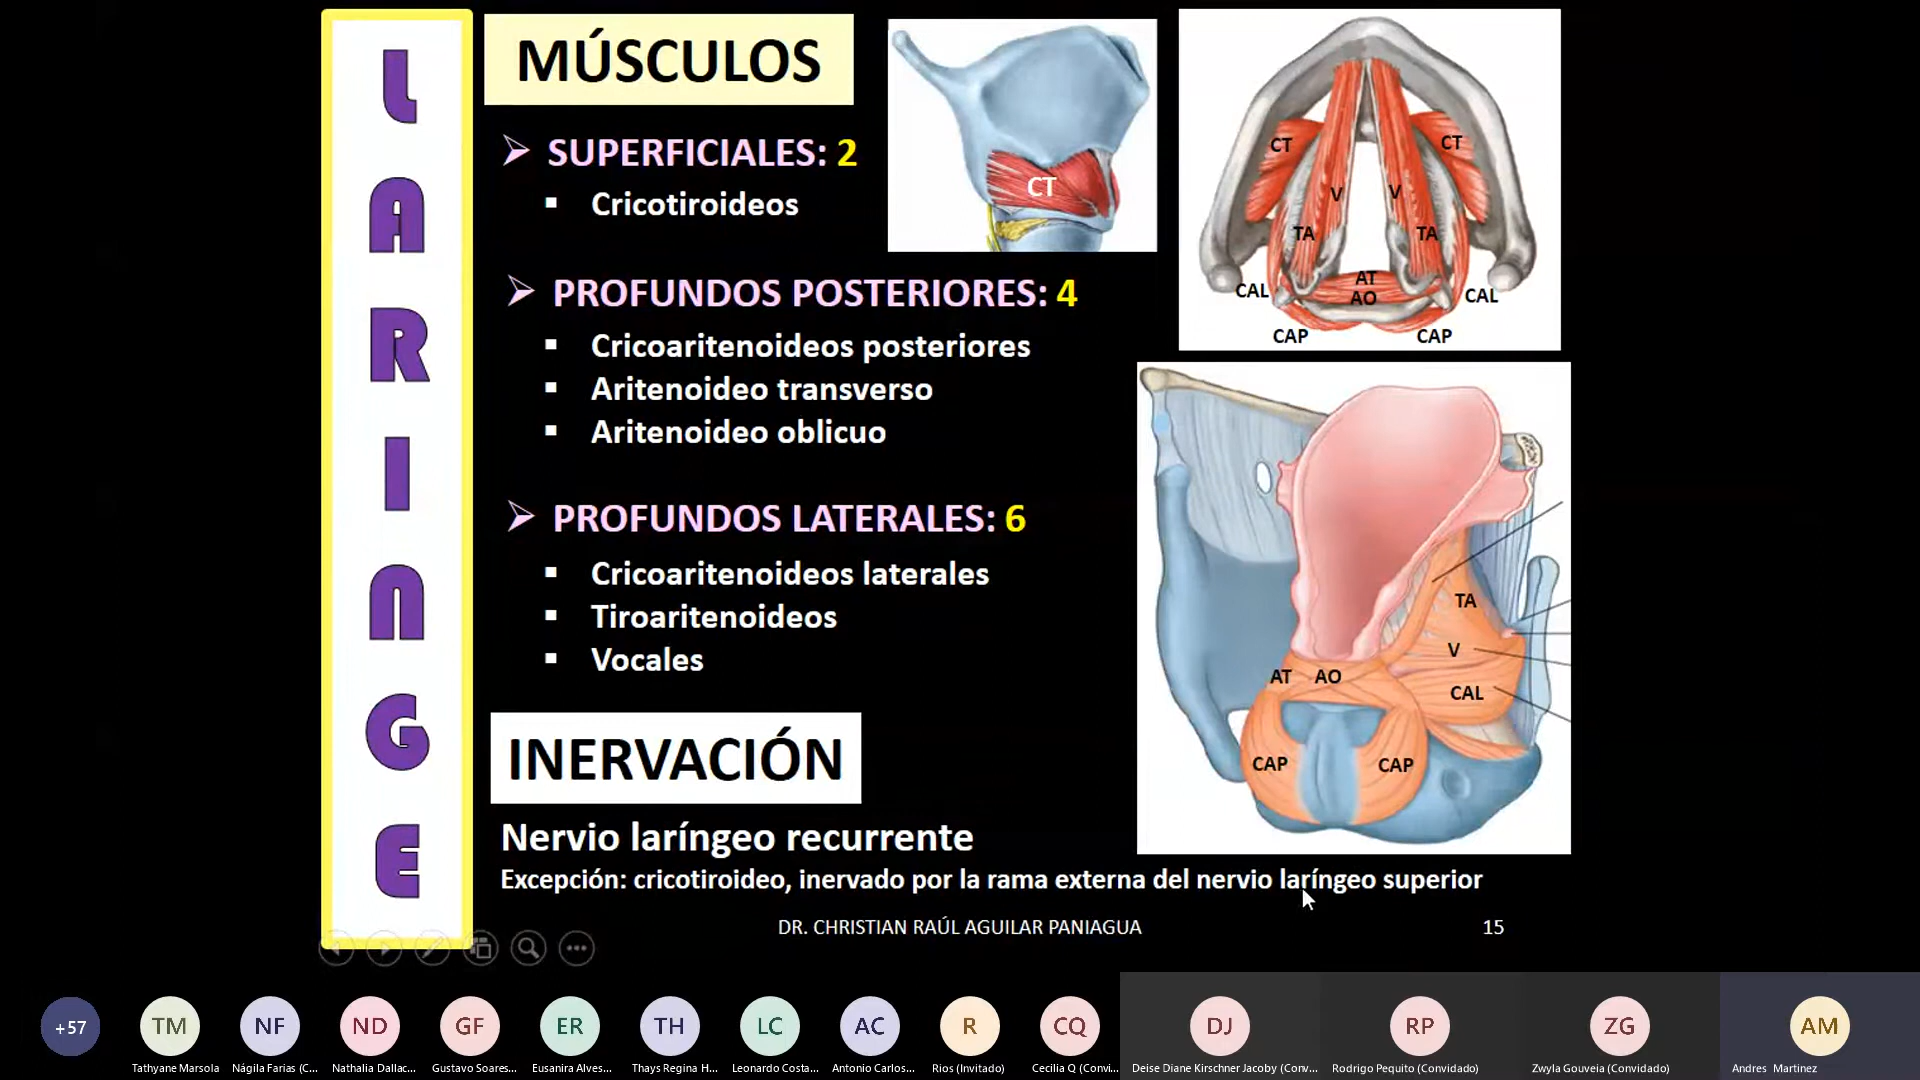 LARINGE
MÚSCULOS
SUPERFICIALES: 2
Cricotiroideos
PROFUNDOS POSTERIORES: 4
Cricoaritenoideos posteriores
Aritenoideo transverso
Aritenoideo oblicuo
PROFUNDOS LATERALES: 6
Cricoaritenoideos laterales
Tiroaritenoideos
Vocales
INERVACIÓN
Nervio laríngeo recurrente
Excepción: cricotiroideo, inervado por la rama externa del nervio laríngeo superior
DR. CHRISTIAN RAÚL AGUILAR PANIAGUA
15
CT
CT CT
V V
TA TA
AT
AO
CAL CAL
CAP CAP
TA
V
AT AO CAL
CAP CAP
+57 TM NF ND GF ER TH LC AC R CQ DJ RP ZG AM
Tathyane Marsola Nágila Farias (C... Nathalia Dallac... Gustavo Soares... Eusanira Alves... Thays Regina H... Leonardo Costa... Antonio Carlos... Rios (Invitado) Cecilia Q (Convi... Deise Diane Kirschner Jacoby (Conv... Rodrigo Pequito (Convidado) Zwyla Gouveia (Convidado) Andres Martinez